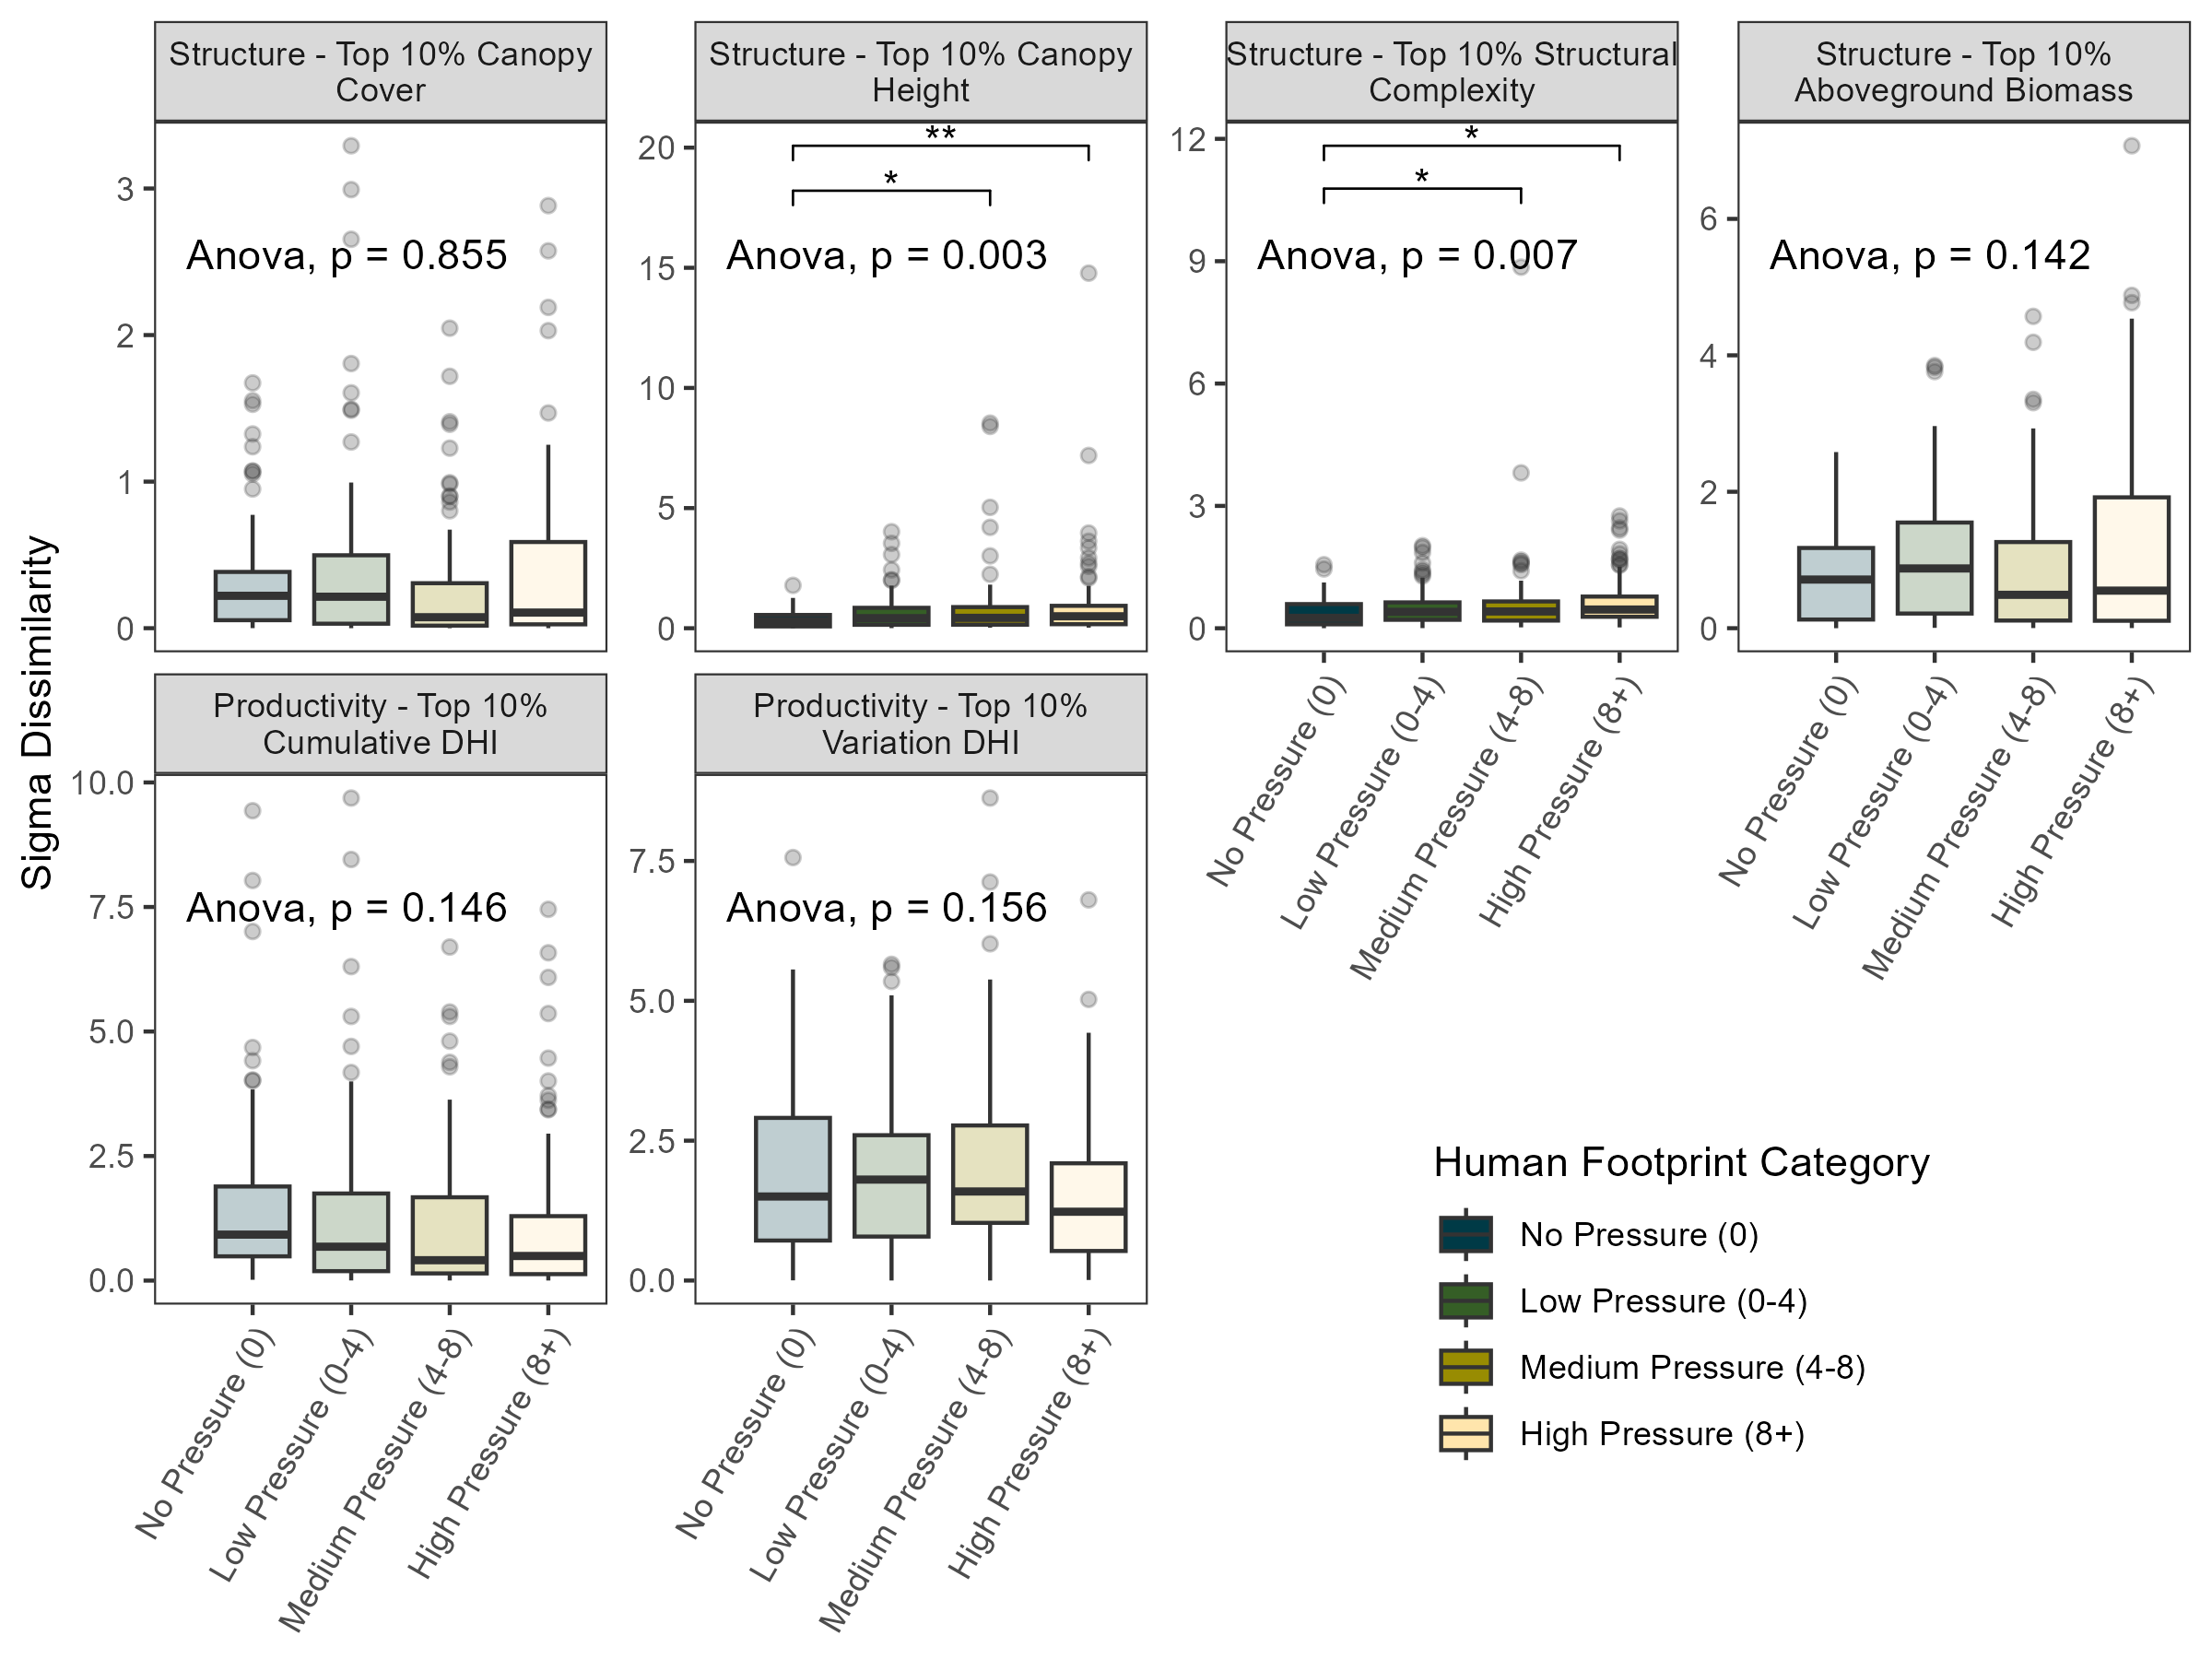 Structure - Top 10% Canopy
Cover
Structure - Top 10% Canopy
Height
Structure - Top 10% Structural
Complexity
Structure - Top 10%
Aboveground Biomass
3
2
1
0
Anova, p = 0.855
20
15
10
5
0
**
*
Anova, p = 0.003
12
9
6
3
0
*
*
Anova, p = 0.007
6
4
2
0
Anova, p = 0.142
No Pressure (0)
Low Pressure (0-4)
Medium Pressure (4-8)
High Pressure (8+)
No Pressure (0)
Low Pressure (0-4)
Medium Pressure (4-8)
High Pressure (8+)
Sigma Dissimilarity
Productivity - Top 10%
Cumulative DHI
Productivity - Top 10%
Variation DHI
10.0
7.5
5.0
2.5
0.0
Anova, p = 0.146
7.5
5.0
2.5
0.0
Anova, p = 0.156
No Pressure (0)
Low Pressure (0-4)
Medium Pressure (4-8)
High Pressure (8+)
No Pressure (0)
Low Pressure (0-4)
Medium Pressure (4-8)
High Pressure (8+)
Human Footprint Category
No Pressure (0)
Low Pressure (0-4)
Medium Pressure (4-8)
High Pressure (8+)